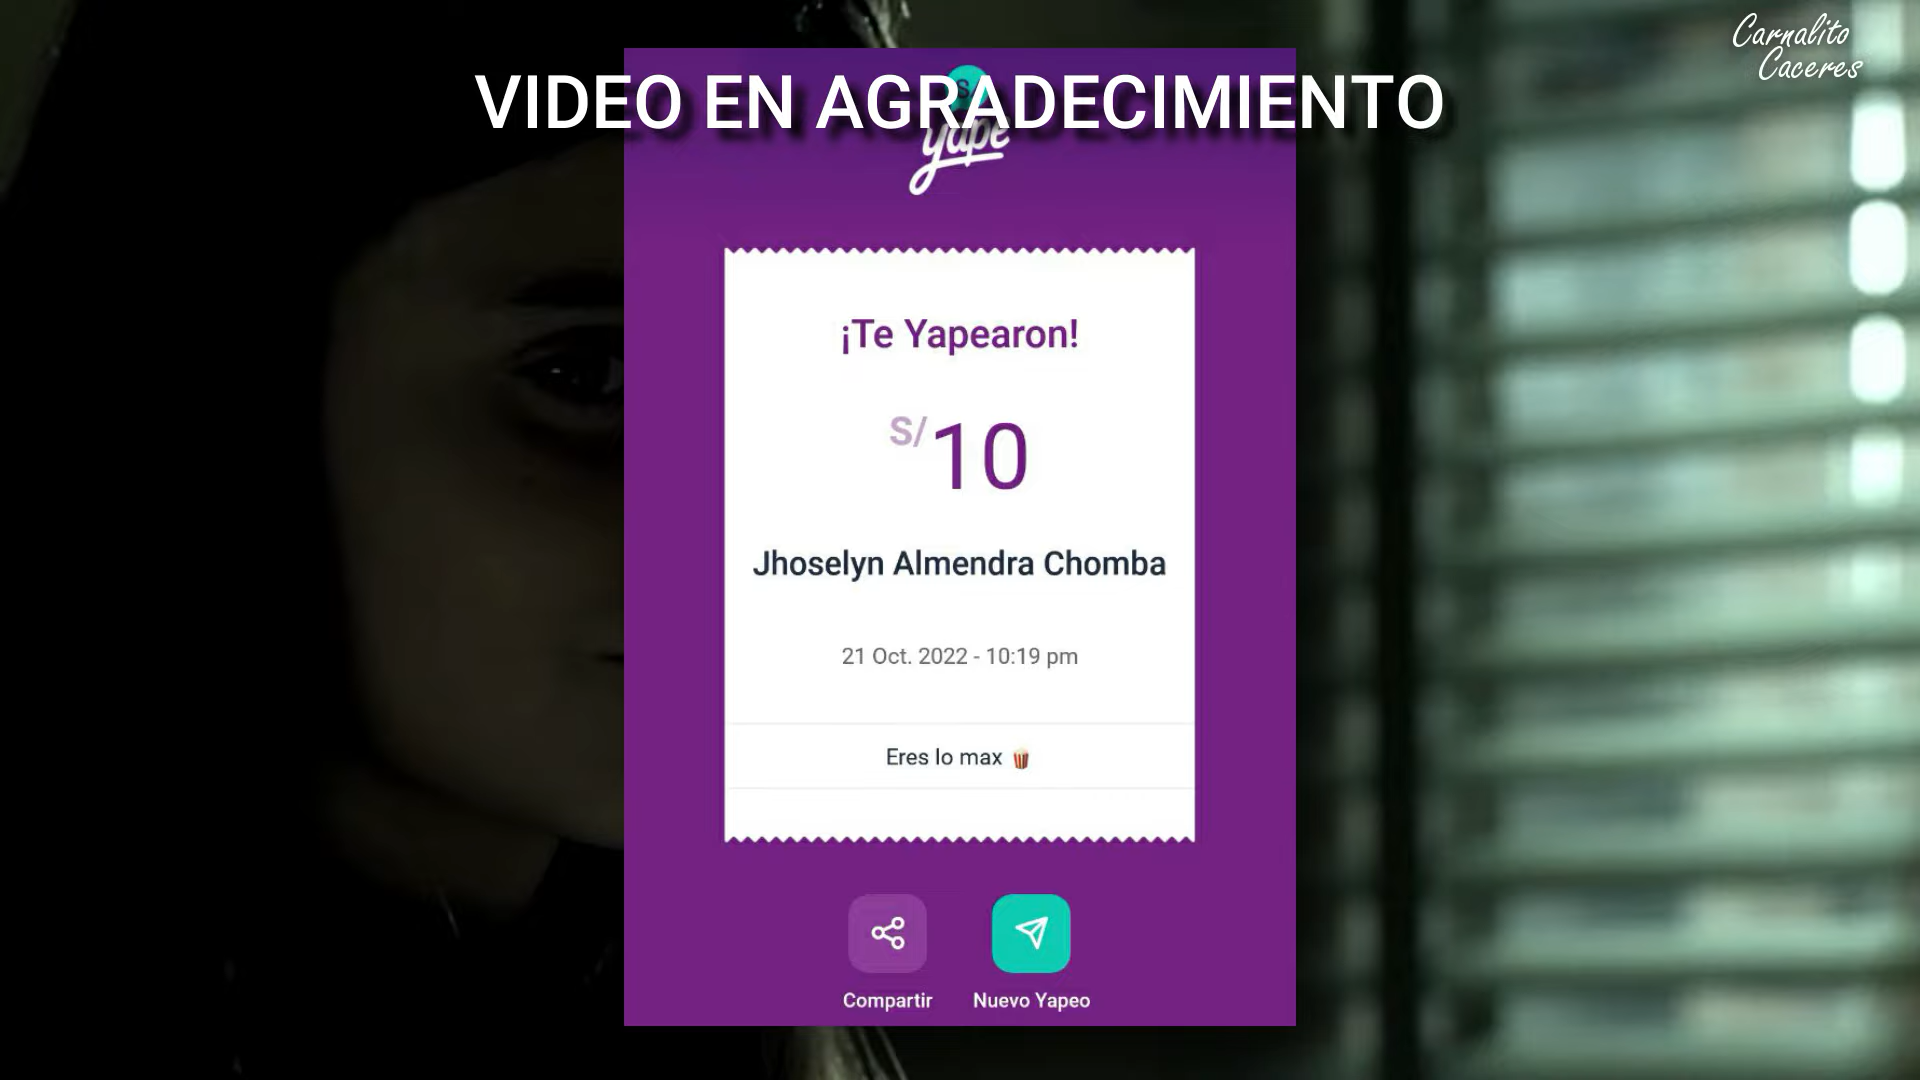 Carnalito
Caceres
VIDEO EN AGRADECIMIENTO
S/
yape
¡Te Yapearon!
S/10
Jhoselyn Almendra Chomba
21 Oct. 2022 - 10:19 pm
Eres lo max 🍿
Compartir
Nuevo Yapeo